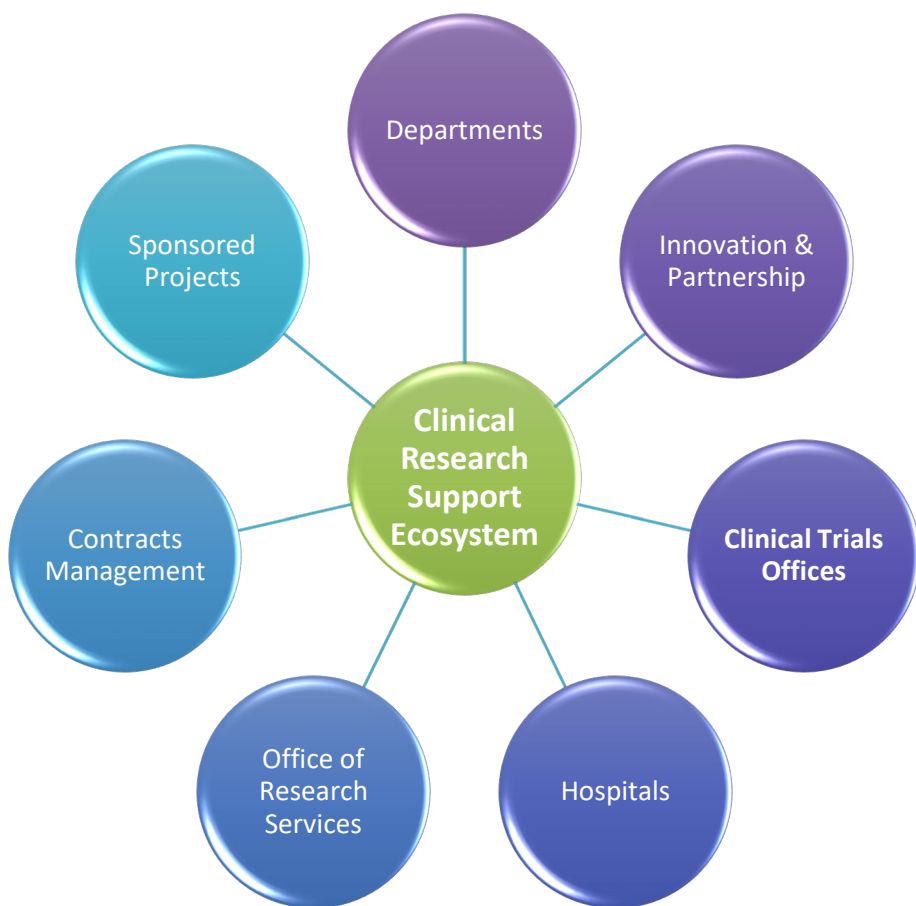 Departments
Sponsored
Projects
Innovation &
Partnership
Clinical
Research
Support
Ecosystem
Contracts
Management
Clinical Trials
Offices
Office of
Research
Services
Hospitals